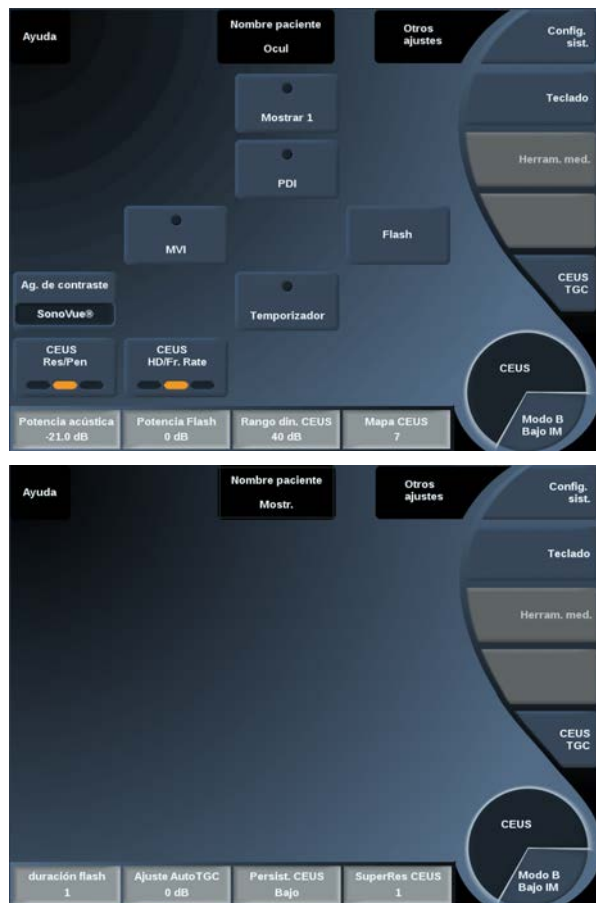 Ayuda
Nombre paciente
Ocul
Otros
ajustes
Config.
sist.
Mostrar 1
Teclado
PDI
Herram. med.
MVI
Flash
Ag. de contraste
SonoVue®
Temporizador
CEUS
TGC
CEUS
Res/Pen
CEUS
HD/Fr. Rate
CEUS
Modo B
Bajo IM
Potencia acústica
-21.0 dB
Potencia Flash
0 dB
Rango din. CEUS
40 dB
Mapa CEUS
7
Ayuda
Nombre paciente
Mostr.
Otros
ajustes
Config.
sist.
Teclado
Herram. med.
CEUS
TGC
CEUS
Modo B
Bajo IM
duración flash
1
Ajuste AutoTGC
0 dB
Persist. CEUS
Bajo
SuperRes CEUS
1